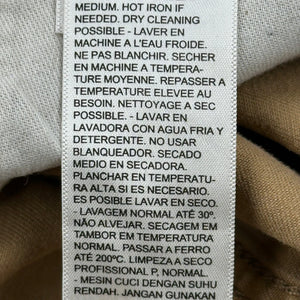 MEDIUM. HOT IRON IF
NEEDED. DRY CLEANING
POSSIBLE - LAVER EN
MACHINE A L'EAU FROIDE.
NE PAS BLANCHIR. SECHER
EN MACHINE A TEMPERA-
TURE MOYENNE. REPASSER A
TEMPERATURE ELEVEE AU
BESOIN. NETTOYAGE A SEC
POSSIBLE. - LAVAR EN
LAVADORA CON AGUA FRIA Y
DETERGENTE. NO USAR
BLANQUEADOR. SECADO
MEDIO EN SECADORA.
PLANCHAR EN TEMPERATU-
RA ALTA SI ES NECESARIO.
ES POSIBLE LAVAR EN SECO.
- LAVAGEM NORMAL ATÉ 30º.
NÃO ALVEJAR. SECAGEM EM
TAMBOR EM TEMPERATURA
NORMAL. PASSAR A FERRO
ATÉ 200ºC. LIMPEZA A SECO
PROFISSIONAL P, NORMAL.
- MESIN CUCI DENGAN SUHU
RENDAH. JANGAN GUNAKAN